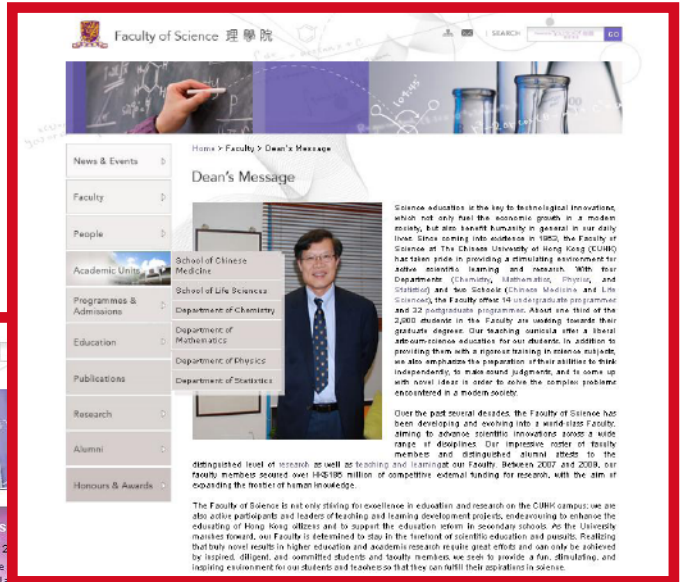 Faculty of Science 理學院
SEARCH
GO
Home > Faculty > Dean's Message
News & Events
Faculty
People
Academic Units
Programmes &
Admissions
Education
Publications
Research
Alumni
Honours & Awards
School of Chinese
Medicine
School of Life Sciences
Department of Chemistry
Department of
Mathematics
Department of Physics
Department of Statistics
Dean's Message
Science education is the key to technological innovations,
which not only fuel the economic growth in a modern
society, but also benefit humanity in general in our daily
lives. Since coming into existence in 1963, the Faculty of
Science at The Chinese University of Hong Kong (CUHK)
has taken pride in providing a stimulating environment for
active scientific learning and research. With four
Departments (Chemistry, Mathematics, Physics, and
Statistics) and two Schools (Chinese Medicine and Life
Sciences), the Faculty offers 14 undergraduate programmes
and 32 postgraduate programmes. About one third of the
2,800 students in the Faculty are working towards their
graduate degrees. Our teaching curricula offer a liberal
arts-cum-science education for our students. In addition to
providing them with a rigorous training in science subjects,
we also emphasize the preparation of their abilities to think
independently, to make sound judgments, and to come up
with novel ideas in order to solve the complex problems
encountered in a modern society.
Over the past several decades, the Faculty of Science has
been developing and evolving into a world-class Faculty,
aiming to advance scientific innovations across a wide
range of disciplines. Our impressive roster of faculty
members and distinguished alumni attests to the
distinguished level of research as well as teaching and learningat our Faculty. Between 2007 and 2009, our
faculty members secured over HK$185 million of competitive external funding for research, with the aim of
expanding the frontier of human knowledge.
The Faculty of Science is not only striving for excellence in education and research on the CUHK campus; we are
also active participants and leaders of teaching and learning development projects, endeavouring to enhance the
educating of Hong Kong citizens and to support the education reform in secondary schools. As the University
marches forward, our Faculty is determined to stay in the forefront of scientific education and pursuits. Realizing
that truly novel results in higher education and academic research require great efforts and can only be achieved
by inspired, diligent, and committed students and faculty members, we seek to provide a fun, stimulating, and
inspiring environment for our students and teachers so that they can fulfill their aspirations in science.